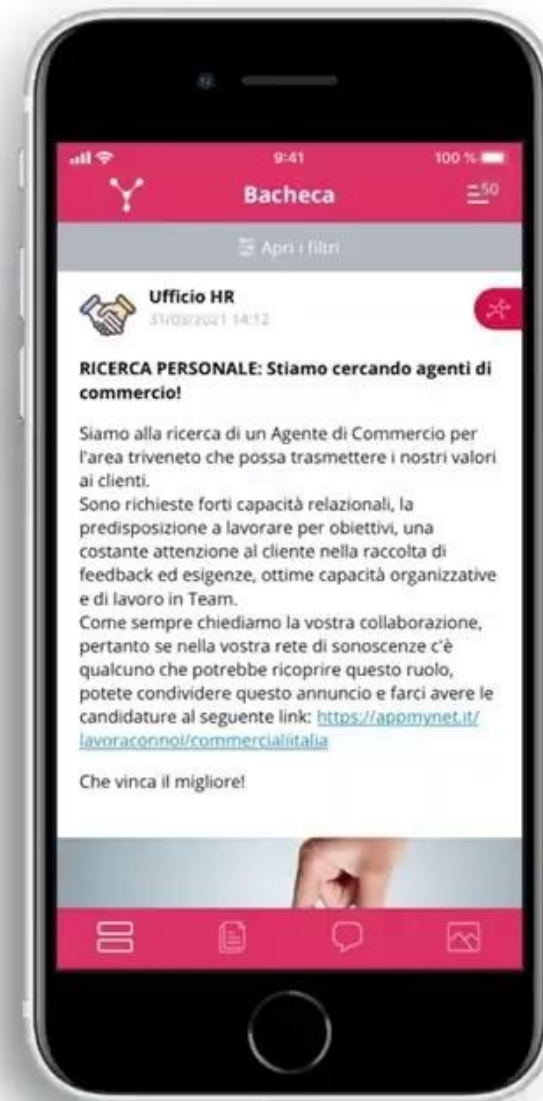 9:41
100 %
Bacheca
50
Apri i filtri
Ufficio HR
31/03/2021 14:12
RICERCA PERSONALE: Stiamo cercando agenti di
commercio!
Siamo alla ricerca di un Agente di Commercio per
l'area triveneto che possa trasmettere i nostri valori
ai clienti.
Sono richieste forti capacità relazionali, la
predisposizione a lavorare per obiettivi, una
costante attenzione al cliente nella raccolta di
feedback ed esigenze, ottime capacità organizzative
e di lavoro in Team.
Come sempre chiediamo la vostra collaborazione,
pertanto se nella vostra rete di sonoscenze c'è
qualcuno che potrebbe ricoprire questo ruolo,
potete condividere questo annuncio e farci avere le
candidature al seguente link: https://appmynet.it/
lavoraconnoi/commercialiitalia
Che vinca il migliore!